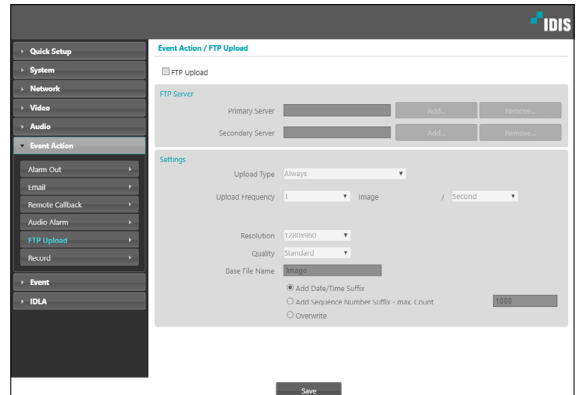 IDIS
Quick Setup
System
Network
Video
Audio
Event Action
Alarm Out
Email
Remote Callback
Audio Alarm
FTP Upload
Record
Event
IDLA
Event Action / FTP Upload
FTP Upload
FTP Server
Primary Server Add... Remove...
Secondary Server Add... Remove...
Settings
Upload Type Always
Upload Frequency 1 Image / Second
Resolution 1280x960
Quality Standard
Base File Name Image
Add Date/Time Suffix
Add Sequence Number Suffix - max. Count 1000
Overwrite
Save